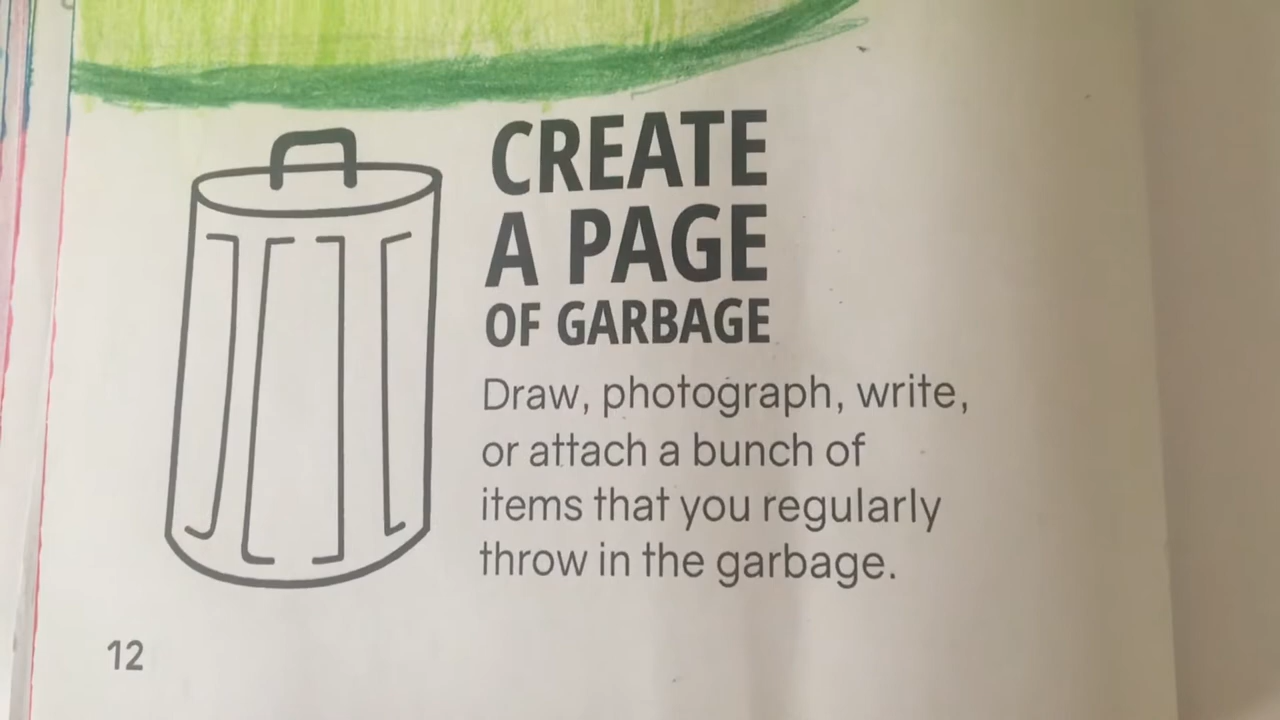 CREATE
A PAGE
OF GARBAGE
Draw, photograph, write,
or attach a bunch of
items that you regularly
throw in the garbage.
12